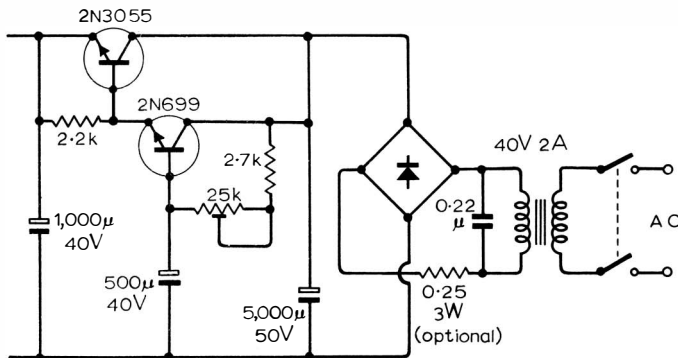 2N3055
2N699
2·2k
2·7k
25k
1,000μ
40V
500μ
40V
5,000μ
50V
40V 2A
0·22
μ
0·25
3W
(optional)
A C